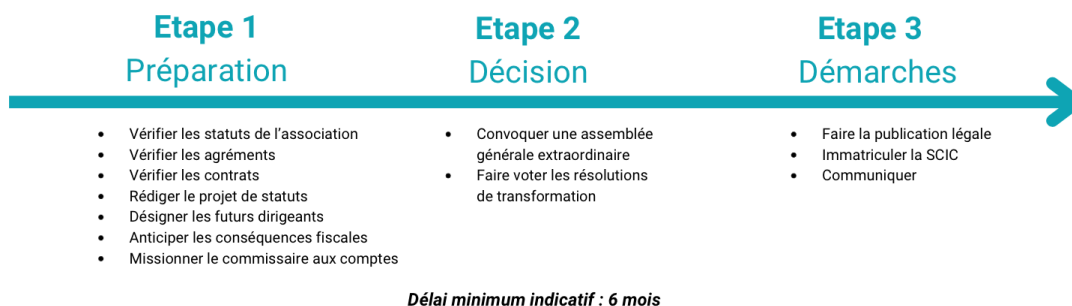 Etape 1
Préparation
• Vérifier les statuts de l'association
• Vérifier les agréments
• Vérifier les contrats
• Rédiger le projet de statuts
• Désigner les futurs dirigeants
• Anticiper les conséquences fiscales
• Missionner le commissaire aux comptes
Etape 2
Décision
• Convoquer une assemblée
générale extraordinaire
• Faire voter les résolutions
de transformation
Etape 3
Démarches
• Faire la publication légale
• Immatriculer la SCIC
• Communiquer
Délai minimum indicatif : 6 mois